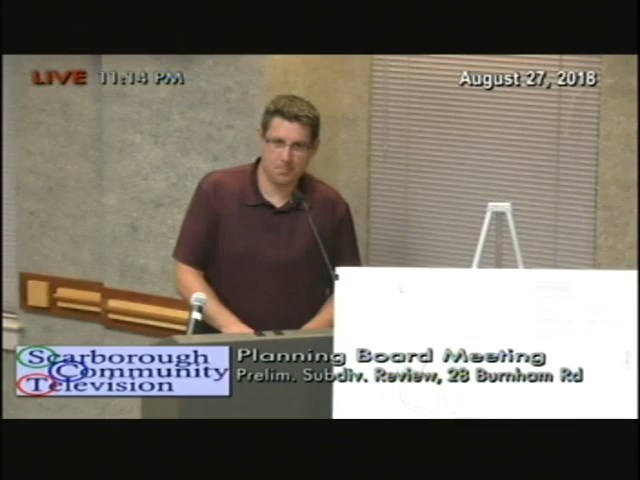 LIVE 11:14 PM
August 27, 2018
Scarborough
Community
Television
Planning Board Meeting
Prelim. Subdiv. Review, 28 Burnham Rd